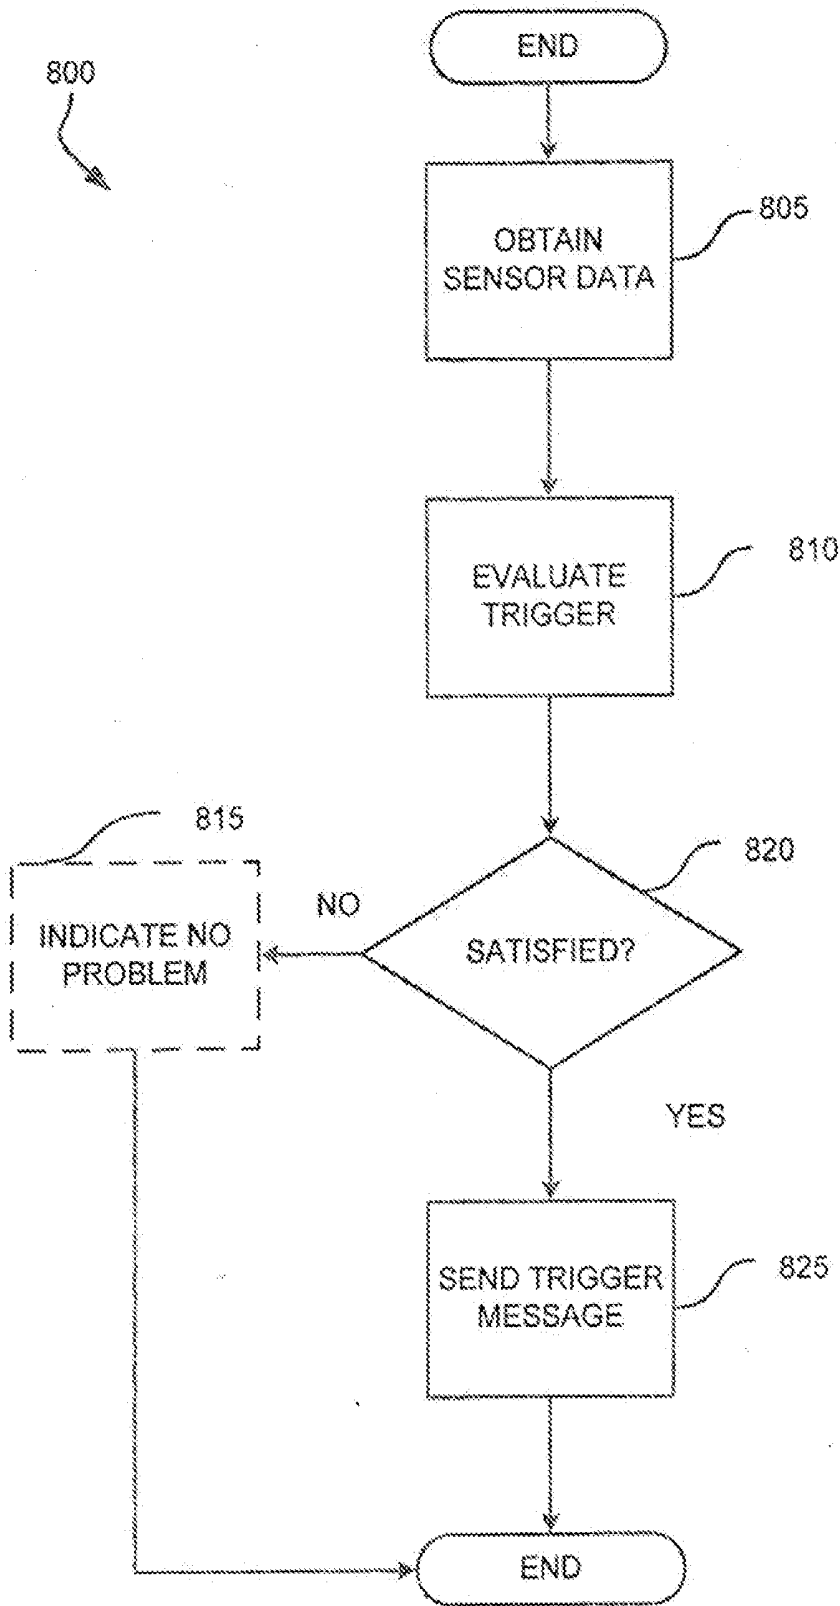 END
800
805
OBTAIN
SENSOR DATA
810
EVALUATE
TRIGGER
815
820
NO
INDICATE NO
PROBLEM
SATISFIED?
YES
825
SEND TRIGGER
MESSAGE
END